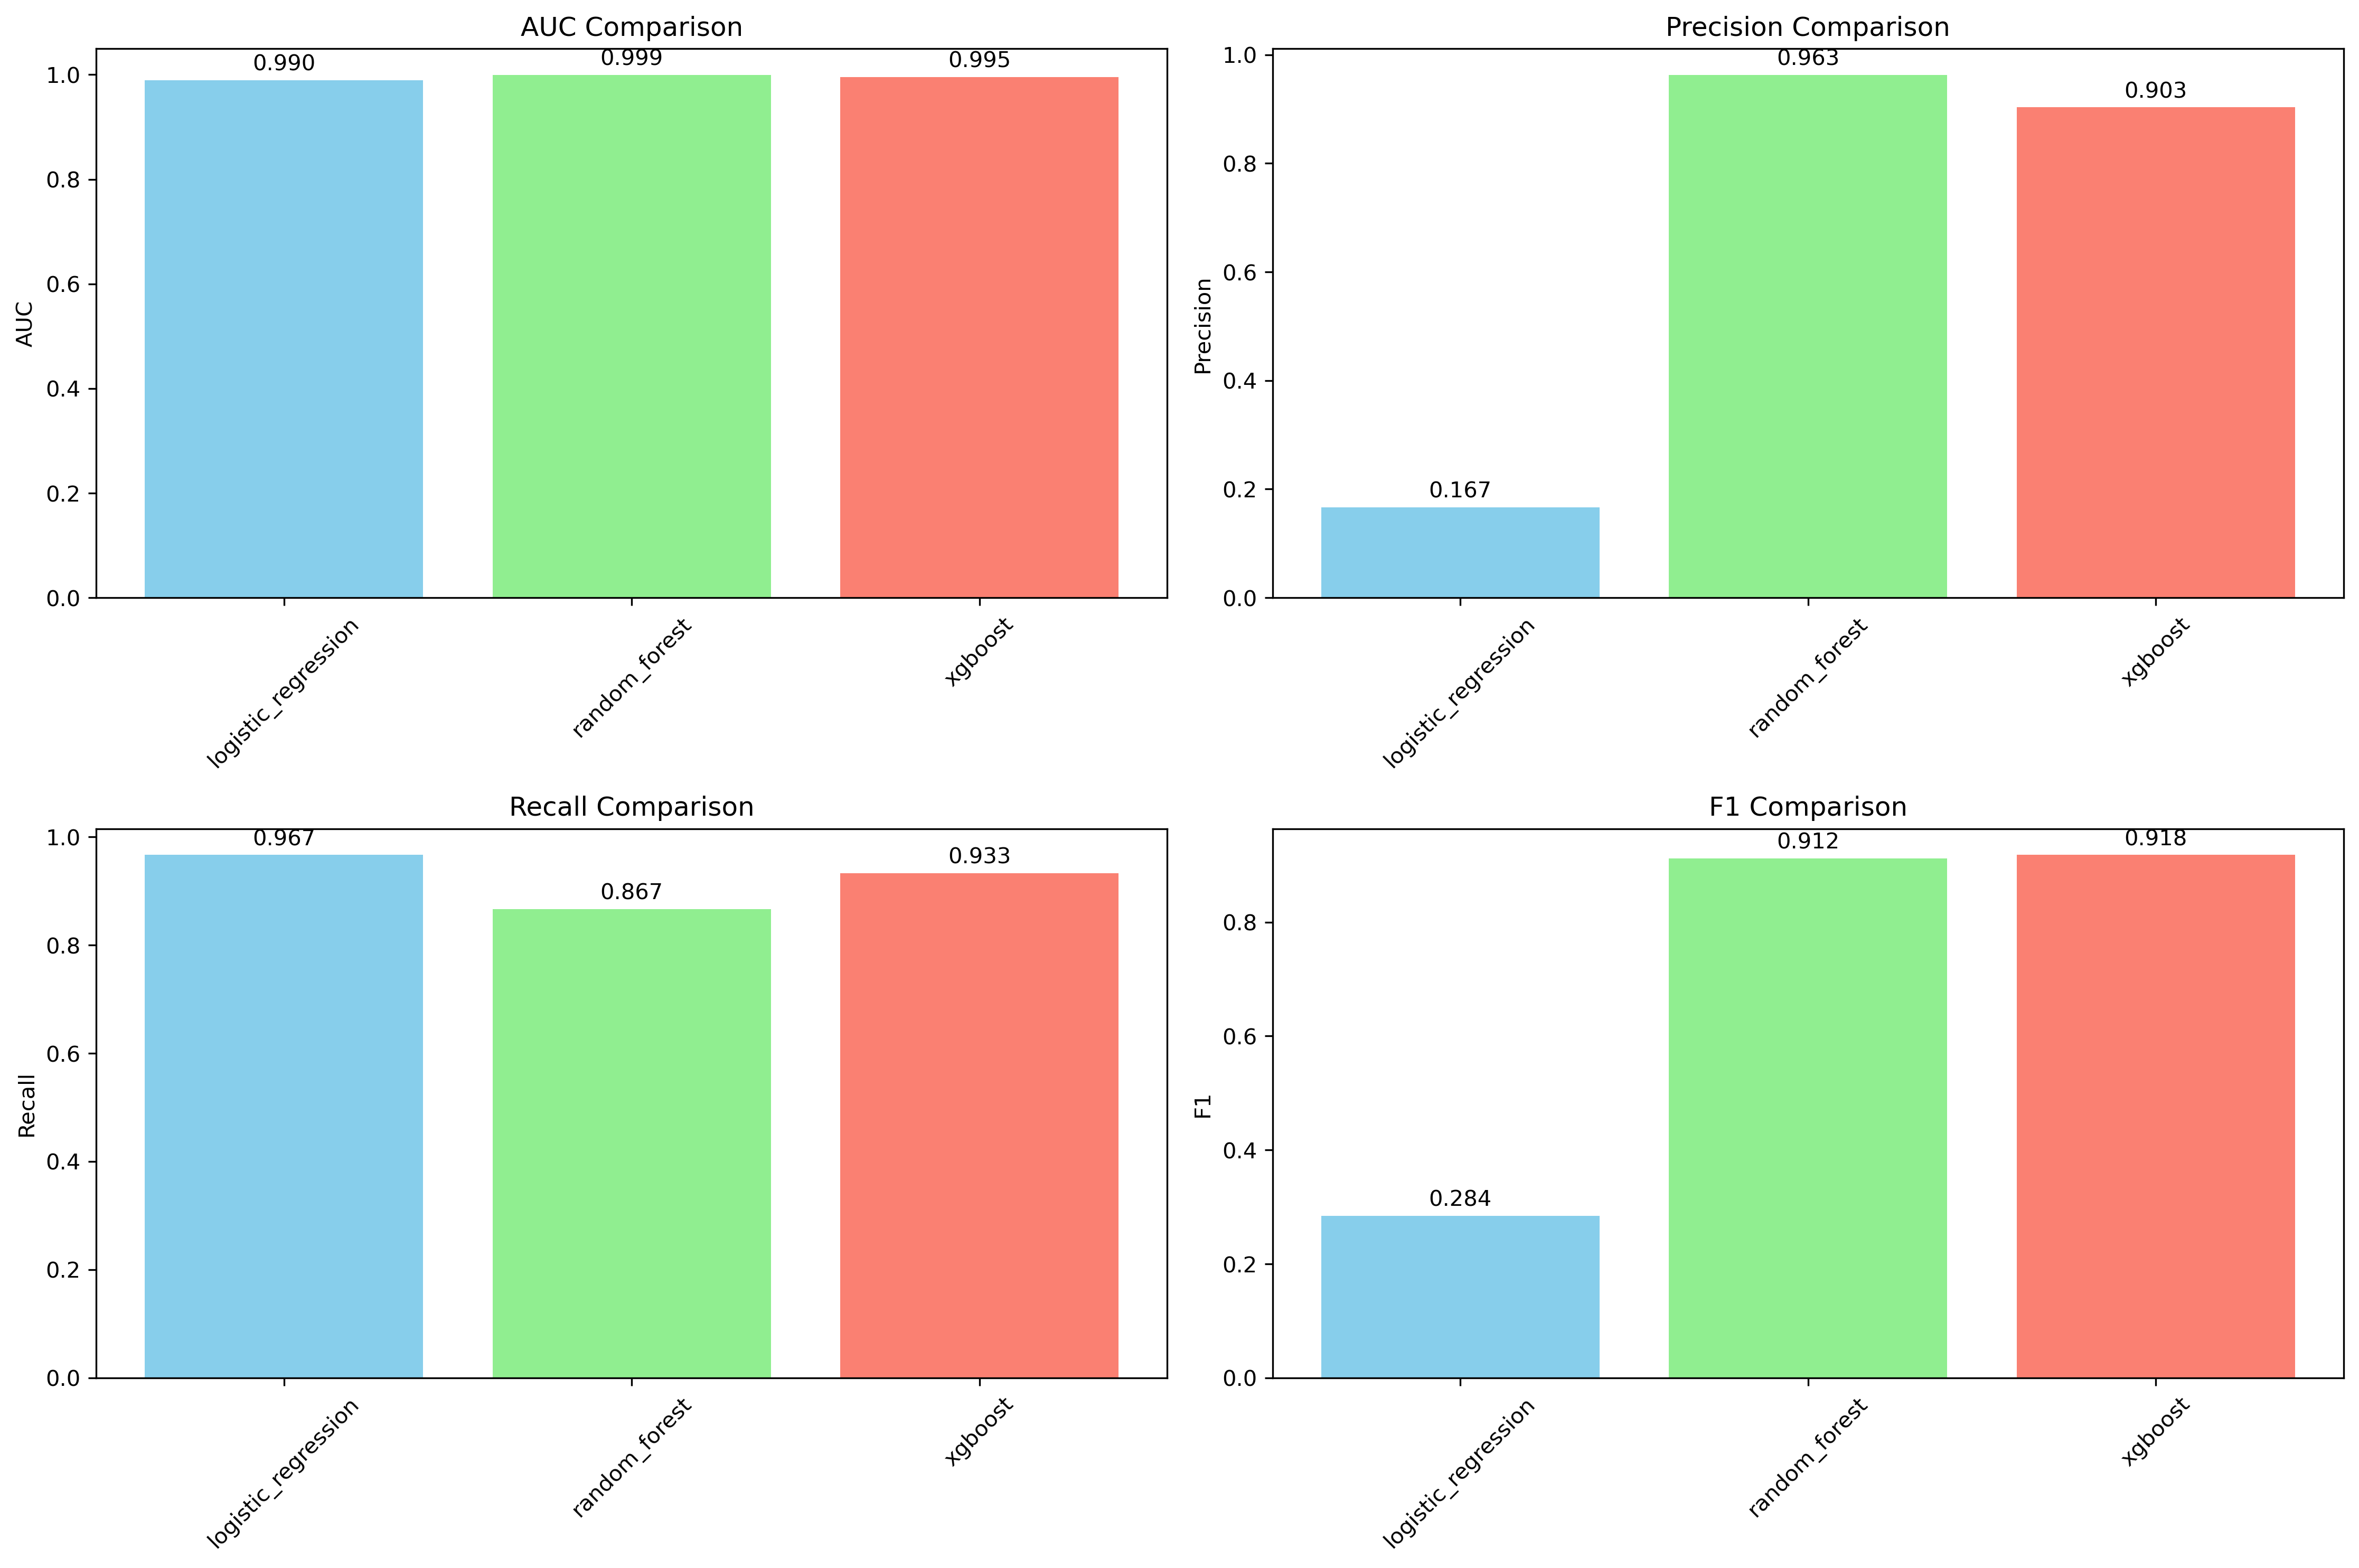 AUC Comparison
AUC
1.0
0.8
0.6
0.4
0.2
0.0
0.990
0.999
0.995
logistic_regression
random_forest
xgboost
Precision Comparison
Precision
1.0
0.8
0.6
0.4
0.2
0.0
0.167
0.963
0.903
logistic_regression
random_forest
xgboost
Recall Comparison
Recall
1.0
0.8
0.6
0.4
0.2
0.0
0.967
0.867
0.933
logistic_regression
random_forest
xgboost
F1 Comparison
F1
0.8
0.6
0.4
0.2
0.0
0.284
0.912
0.918
logistic_regression
random_forest
xgboost